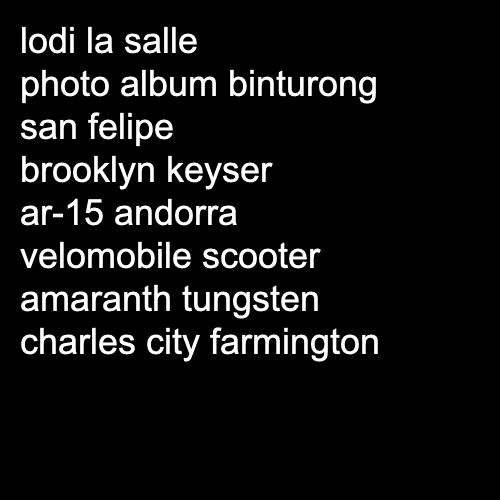 lodi la salle
photo album binturong
san felipe
brooklyn keyser
ar-15 andorra
velomobile scooter
amaranth tungsten
charles city farmington